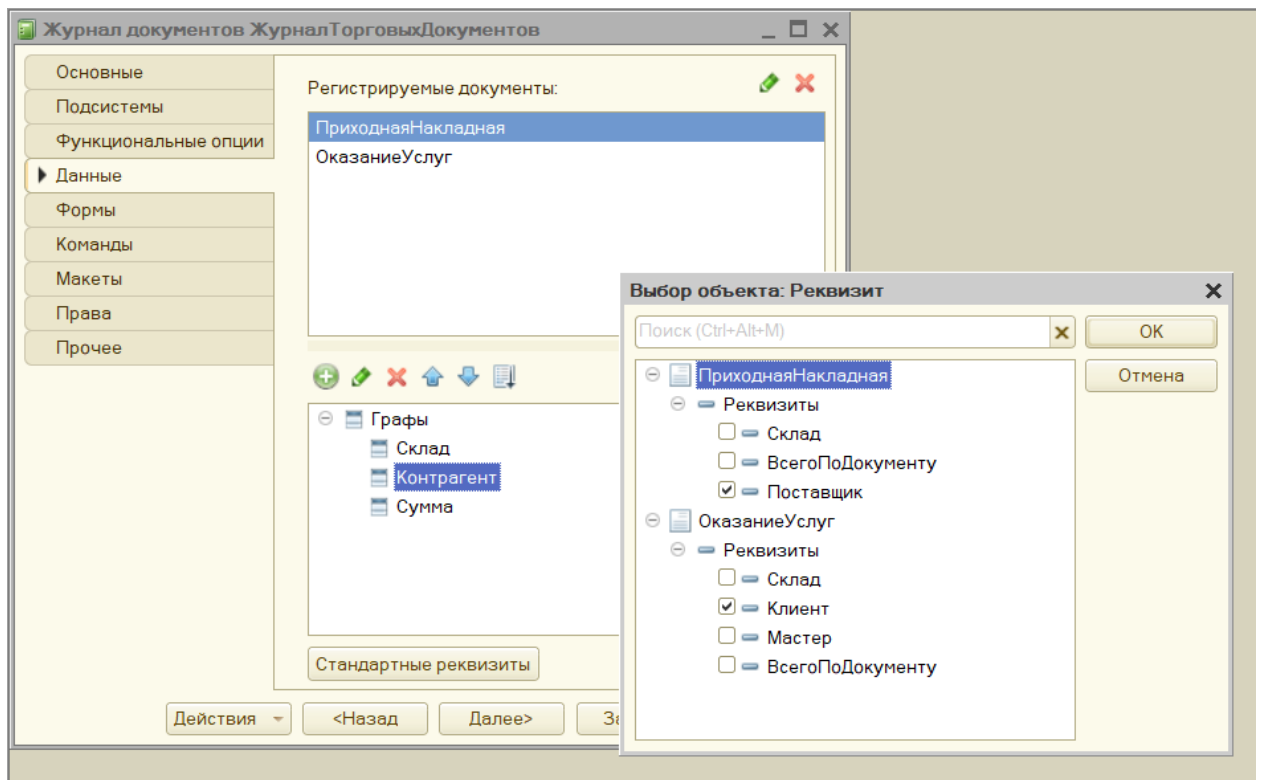 Журнал документов ЖурналТорговыхДокументов
Основные
Подсистемы
Функциональные опции
Данные
Формы
Команды
Макеты
Права
Прочее
Регистрируемые документы:
ПриходнаяНакладная
ОказаниеУслуг
Графы
Склад
Контрагент
Сумма
Стандартные реквизиты
Действия
<Назад
Далее>
Выбор объекта: Реквизит
Поиск (Ctrl+Alt+M)
OK
Отмена
ПриходнаяНакладная
Реквизиты
Склад
ВсегоПоДокументу
Поставщик
ОказаниеУслуг
Реквизиты
Склад
Клиент
Мастер
ВсегоПоДокументу